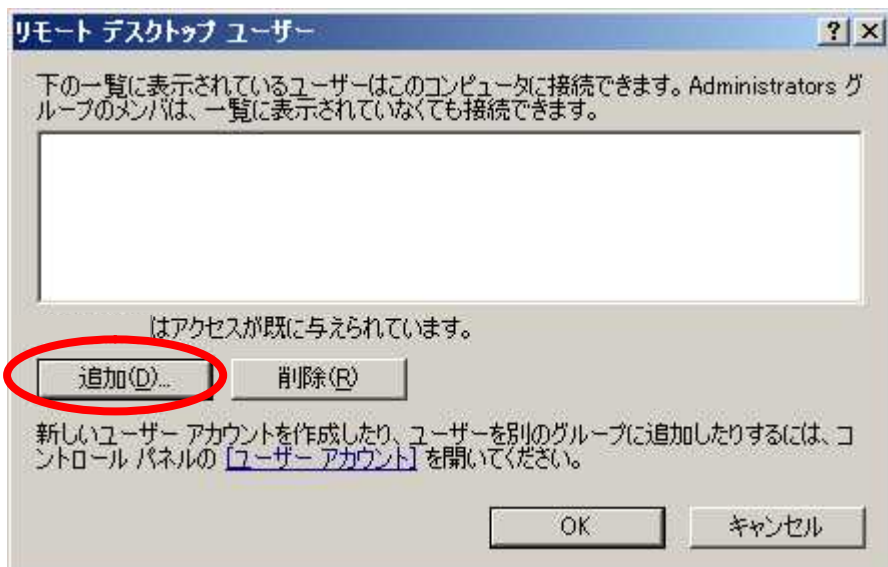 リモート デスクトップ ユーザー
下の一覧に表示されているユーザーはこのコンピュータに接続できます。Administrators グ
ループのメンバは、一覧に表示されていなくても接続できます。
はアクセスが既に与えられています。
追加(D)... 削除(R)
新しいユーザー アカウントを作成したり、ユーザーを別のグループに追加したりするには、コ
ントロール パネルの [ユーザー アカウント] を開いてください。
OK キャンセル